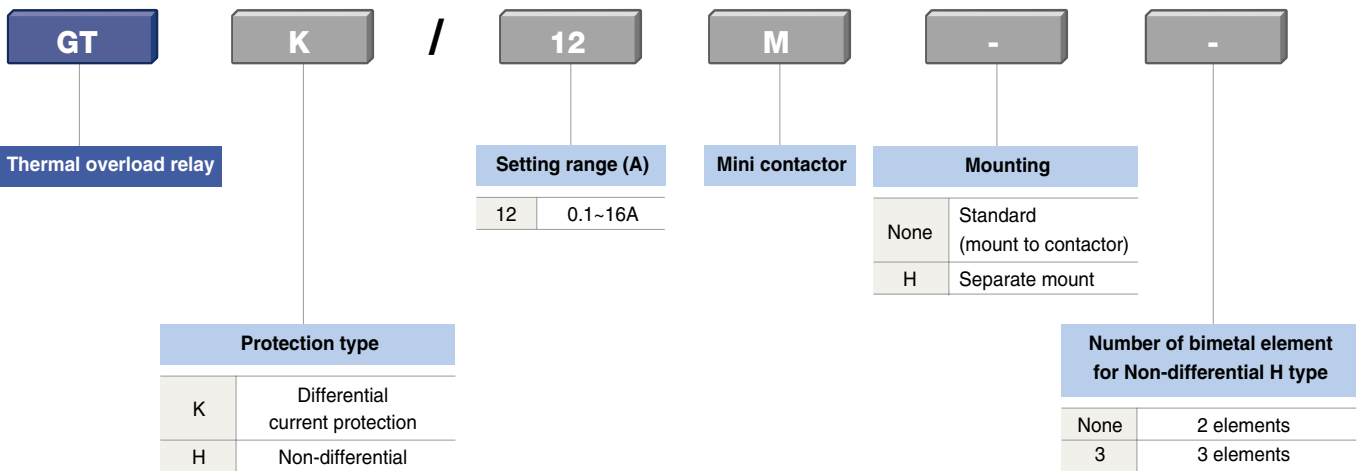 GT K / 12 M - -
Thermal overload relay
Setting range (A)
12 0.1~16A
Mini contactor
Mounting
None Standard
(mount to contactor)
H Separate mount
Protection type
K Differential
current protection
H Non-differential
Number of bimetal element
for Non-differential H type
None 2 elements
3 3 elements